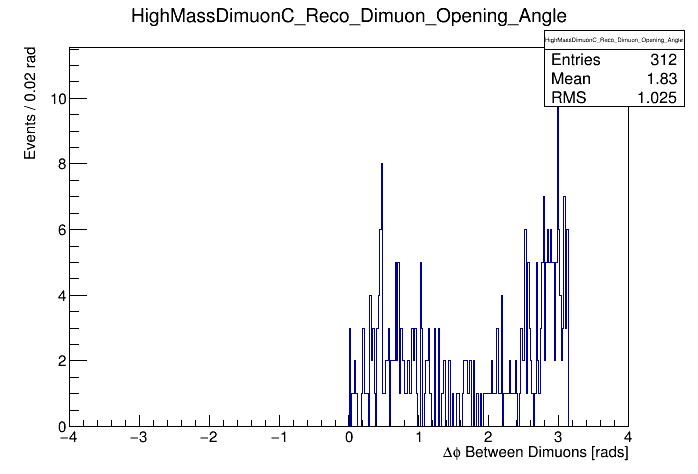 HighMassDimuonC_Reco_Dimuon_Opening_Angle
HighMassDimuonC_Reco_Dimuon_Opening_Angle
Entries 312
Mean 1.83
RMS 1.025
Events / 0.02 rad
10
8
6
4
2
0
−4 −3 −2 −1 0 1 2 3 4
Δϕ Between Dimuons [rads]